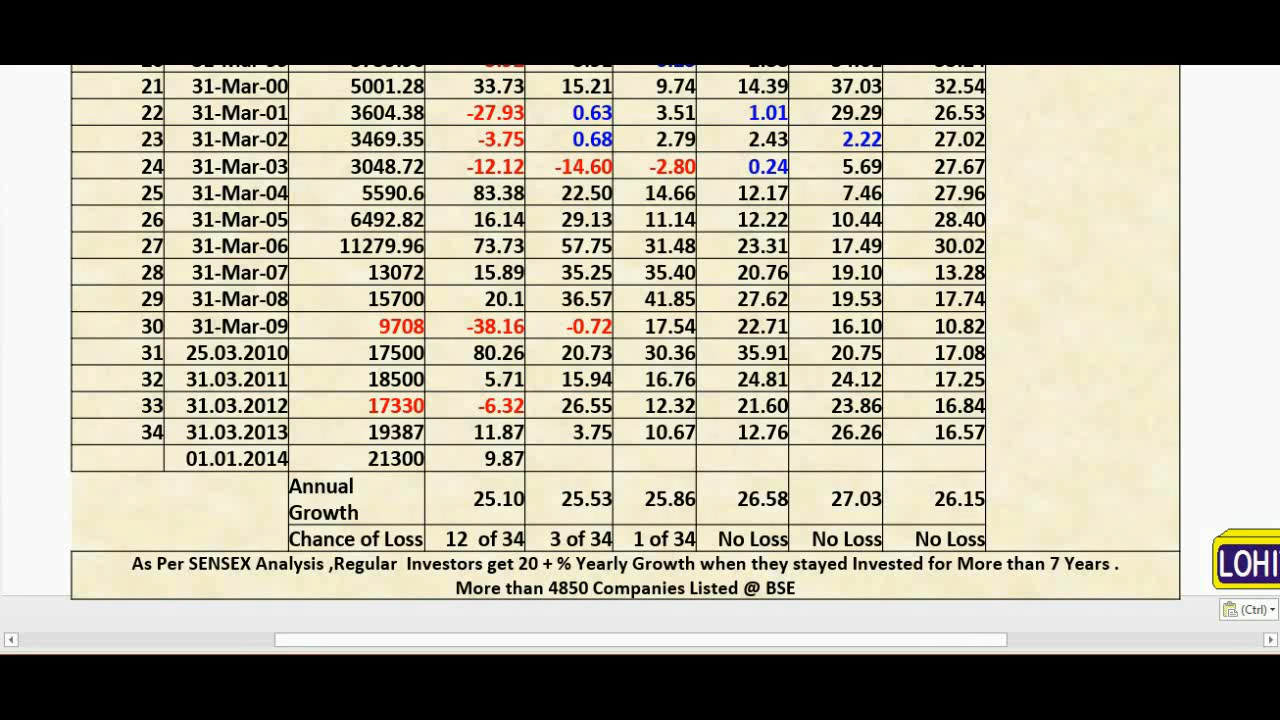 21 31-Mar-00 5001.28 33.73 15.21 9.74 14.39 37.03 32.54
22 31-Mar-01 3604.38 -27.93 0.63 3.51 1.01 29.29 26.53
23 31-Mar-02 3469.35 -3.75 0.68 2.79 2.43 2.22 27.02
24 31-Mar-03 3048.72 -12.12 -14.60 -2.80 0.24 5.69 27.67
25 31-Mar-04 5590.6 83.38 22.50 14.66 12.17 7.46 27.96
26 31-Mar-05 6492.82 16.14 29.13 11.14 12.22 10.44 28.40
27 31-Mar-06 11279.96 73.73 57.75 31.48 23.31 17.49 30.02
28 31-Mar-07 13072 15.89 35.25 35.40 20.76 19.10 13.28
29 31-Mar-08 15700 20.1 36.57 41.85 27.62 19.53 17.74
30 31-Mar-09 9708 -38.16 -0.72 17.54 22.71 16.10 10.82
31 25.03.2010 17500 80.26 20.73 30.36 35.91 20.75 17.08
32 31.03.2011 18500 5.71 15.94 16.76 24.81 24.12 17.25
33 31.03.2012 17330 -6.32 26.55 12.32 21.60 23.86 16.84
34 31.03.2013 19387 11.87 3.75 10.67 12.76 26.26 16.57
01.01.2014 21300 9.87
Annual
Growth 25.10 25.53 25.86 26.58 27.03 26.15
Chance of Loss 12 of 34 3 of 34 1 of 34 No Loss No Loss No Loss
As Per SENSEX Analysis ,Regular Investors get 20 + % Yearly Growth when they stayed Invested for More than 7 Years .
More than 4850 Companies Listed @ BSE
LOHI
(Ctrl)